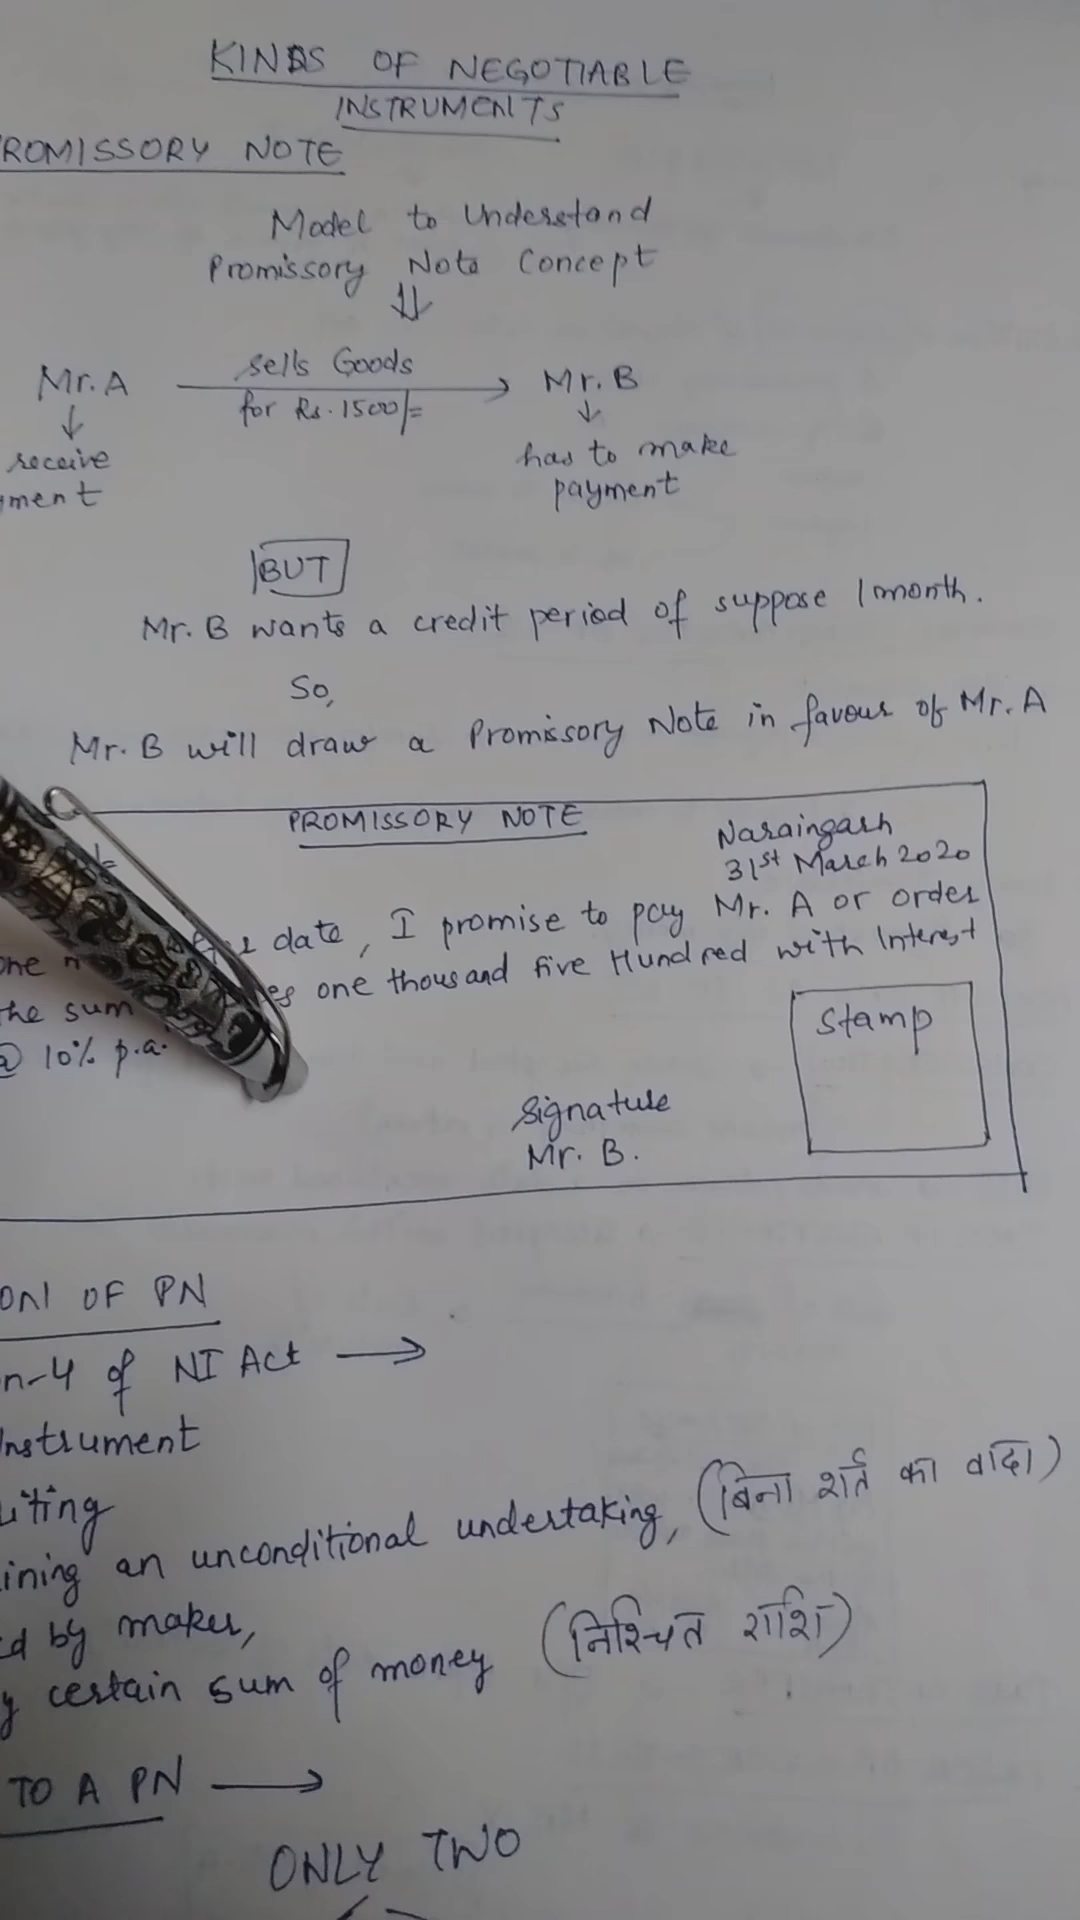 KINDS OF NEGOTIABLE
INSTRUMENTS
ROMISSORY NOTE
Model to Understand
Promissory Note Concept
Mr. A sells Goods Mr. B
for Rs. 1500/=
receive has to make
ment payment
BUT
Mr. B wants a credit period of suppose 1 month.
So,
Mr. B will draw a Promissory Note in favour of Mr. A
PROMISSORY NOTE
Naraingarh
31st March 2020
date, I promise to pay Mr. A or order
one thousand five Hundred with Interest
the sum
@ 10% p.a.
Stamp
Signature
Mr. B.
ON OF PN
n-4 of NI Act →
Instrument
iting
ining an unconditional undertaking, (बिना शर्त का वादा)
d by maker,
y certain sum of money (निश्चित राशि)
TO A PN →
ONLY TWO